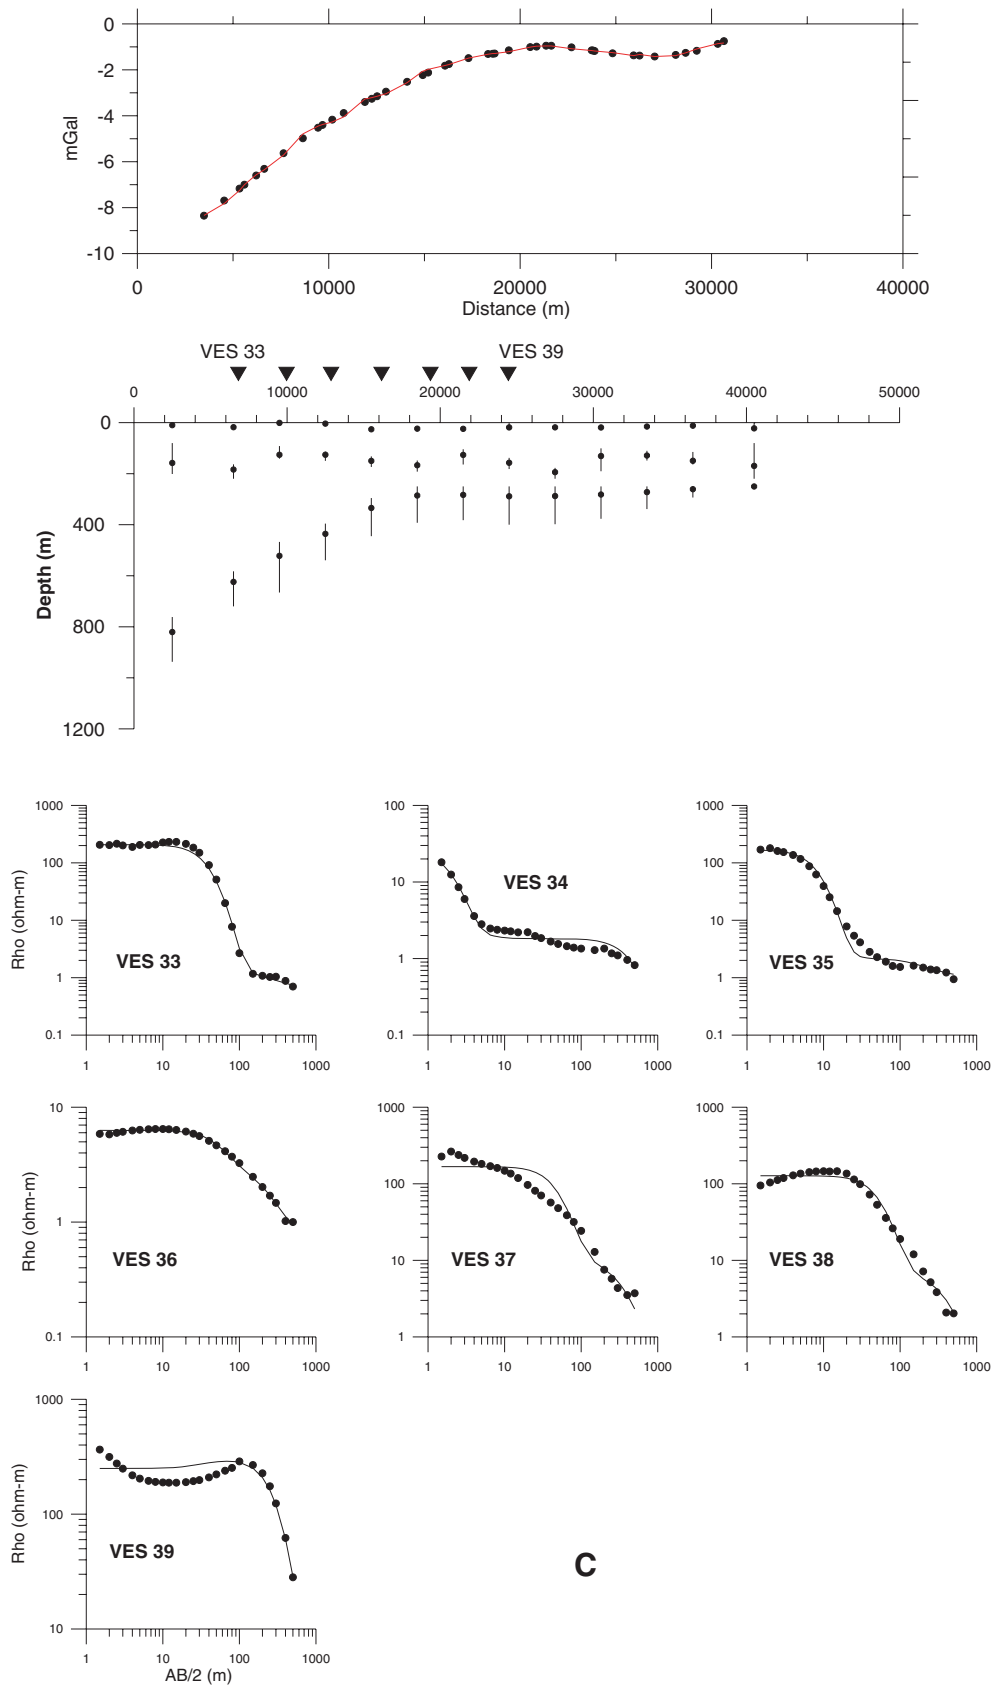 0
-2
-4
-6
-8
-10
mGal
0 10000 20000 30000 40000
Distance (m)
VES 33 VES 39
0 10000 20000 30000 40000 50000
0
400
800
1200
Depth (m)
1000
100
10
1
0.1
Rho (ohm-m)
VES 33
1 10 100 1000
100
10
1
0.1
VES 34
1 10 100 1000
1000
100
10
1
0.1
VES 35
1 10 100 1000
10
1
0.1
Rho (ohm-m)
VES 36
1 10 100 1000
1000
100
10
1
VES 37
1 10 100 1000
1000
100
10
1
VES 38
1 10 100 1000
1000
100
10
Rho (ohm-m)
VES 39
1 10 100 1000
AB/2 (m)
C